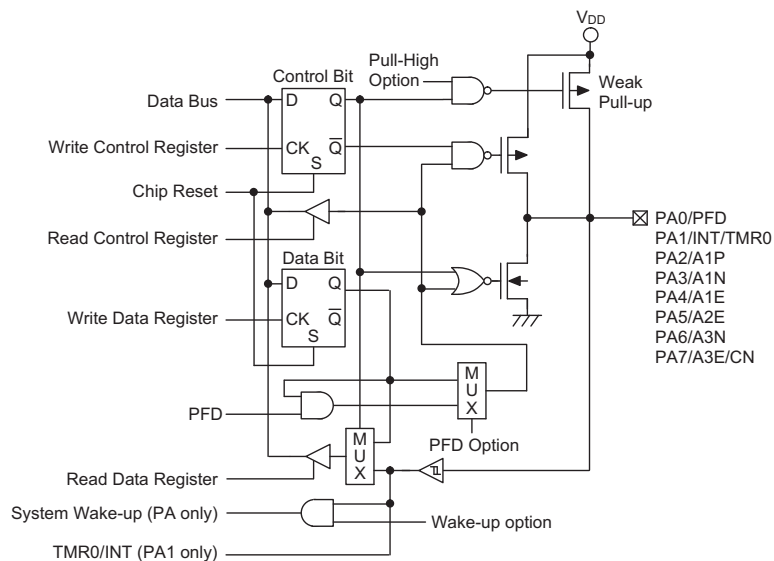 VDD
Pull-High
Option
Control Bit
Weak
Pull-up
Data Bus
D
Q
Write Control Register
CK
Q
S
Chip Reset
Read Control Register
Data Bit
D
Q
Write Data Register
CK
Q
S
PA0/PFD
PA1/INT/TMR0
PA2/A1P
PA3/A1N
PA4/A1E
PA5/A2E
PA6/A3N
PA7/A3E/CN
M
U
X
PFD
PFD Option
M
U
X
Read Data Register
System Wake-up (PA only)
Wake-up option
TMR0/INT (PA1 only)